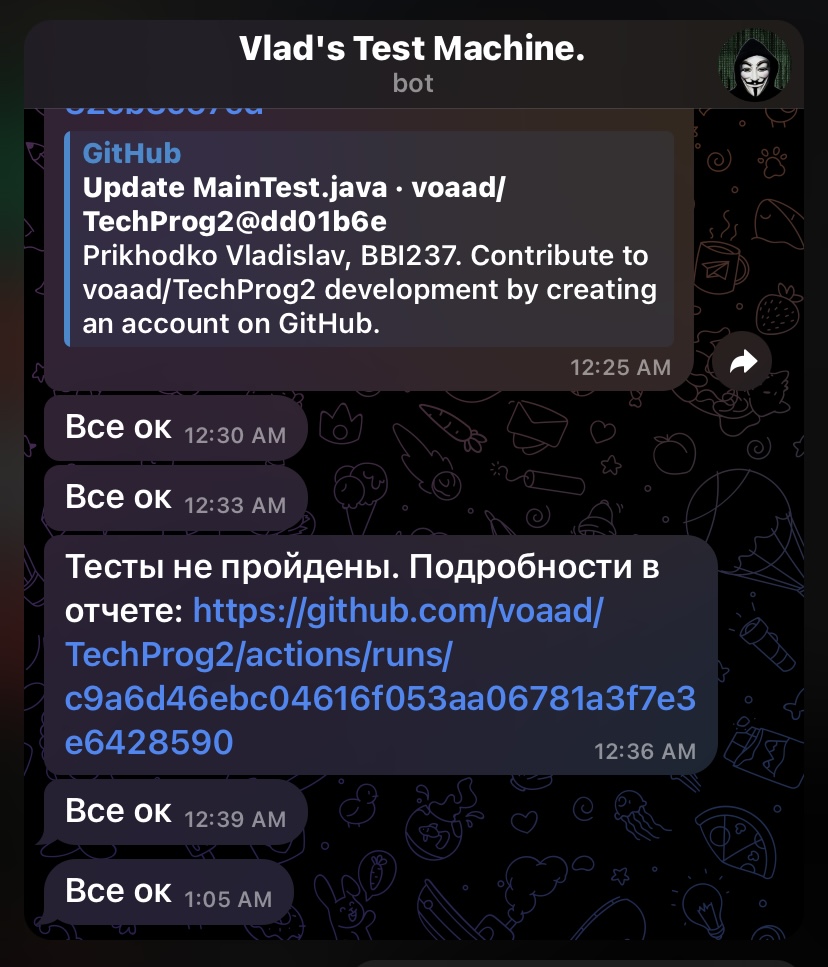 Vlad's Test Machine.
bot
GitHub
Update MainTest.java · voaad/
TechProg2@dd01b6e
Prikhodko Vladislav, BBI237. Contribute to
voaad/TechProg2 development by creating
an account on GitHub.
12:25 AM
Все ок 12:30 AM
Все ок 12:33 AM
Тесты не пройдены. Подробности в
отчете: https://github.com/voaad/
TechProg2/actions/runs/
c9a6d46ebc04616f053aa06781a3f7e3
e6428590 12:36 AM
Все ок 12:39 AM
Все ок 1:05 AM